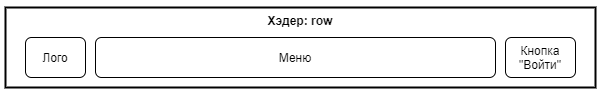 Хэдер: row
Лого
Меню
Кнопка
"Войти"